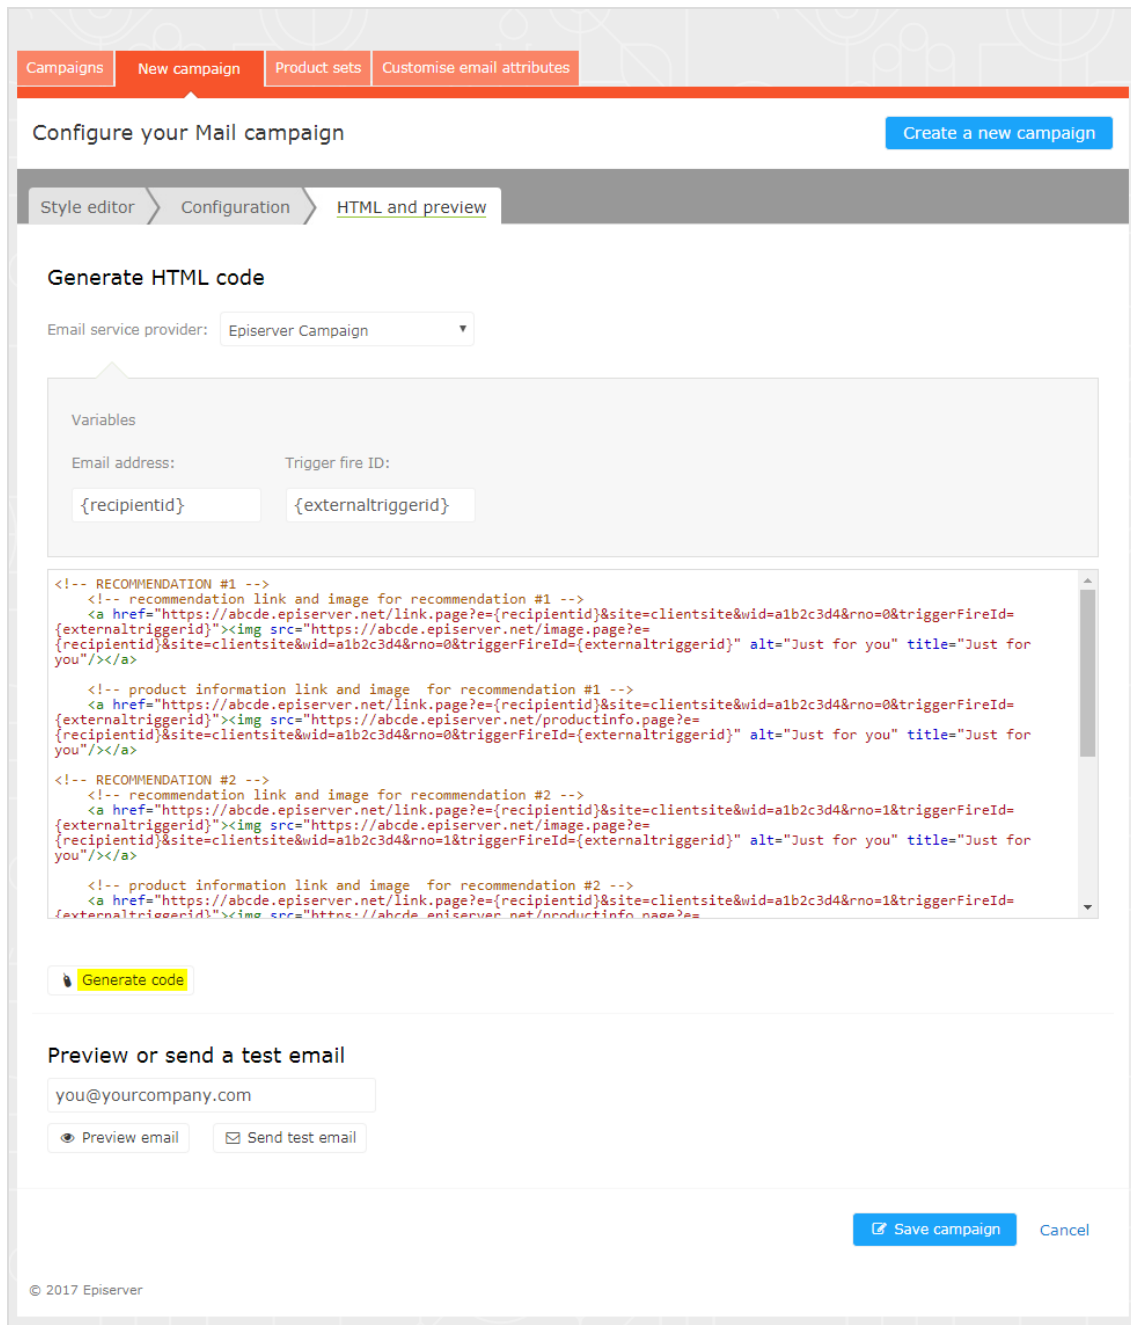 Campaigns New campaign Product sets Customise email attributes
Configure your Mail campaign Create a new campaign
Style editor Configuration HTML and preview
Generate HTML code
Email service provider: Episerver Campaign
Variables
Email address: Trigger fire ID:
{recipientid} {externaltriggerid}
<!-- RECOMMENDATION #1 -->
<!-- recommendation link and image for recommendation #1 -->
<a href="https://abcde.episerver.net/link.page?e={recipientid}&site=clientsite&wid=a1b2c3d4&rno=0&triggerFireId=
{externaltriggerid}"><img src="https://abcde.episerver.net/image.page?e=
{recipientid}&site=clientsite&wid=a1b2c3d4&rno=0&triggerFireId={externaltriggerid}" alt="Just for you" title="Just for
you"/></a>
<!-- product information link and image  for recommendation #1 -->
<a href="https://abcde.episerver.net/link.page?e={recipientid}&site=clientsite&wid=a1b2c3d4&rno=0&triggerFireId=
{externaltriggerid}"><img src="https://abcde.episerver.net/productinfo.page?e=
{recipientid}&site=clientsite&wid=a1b2c3d4&rno=0&triggerFireId={externaltriggerid}" alt="Just for you" title="Just for
you"/></a>
<!-- RECOMMENDATION #2 -->
<!-- recommendation link and image for recommendation #2 -->
<a href="https://abcde.episerver.net/link.page?e={recipientid}&site=clientsite&wid=a1b2c3d4&rno=1&triggerFireId=
{externaltriggerid}"><img src="https://abcde.episerver.net/image.page?e=
{recipientid}&site=clientsite&wid=a1b2c3d4&rno=1&triggerFireId={externaltriggerid}" alt="Just for you" title="Just for
you"/></a>
<!-- product information link and image  for recommendation #2 -->
<a href="https://abcde.episerver.net/link.page?e={recipientid}&site=clientsite&wid=a1b2c3d4&rno=1&triggerFireId=
{externaltriggerid}"><img src="https://abcde.episerver.net/productinfo.page?e=
Generate code
Preview or send a test email
you@yourcompany.com
Preview email Send test email
Save campaign Cancel
© 2017 Episerver